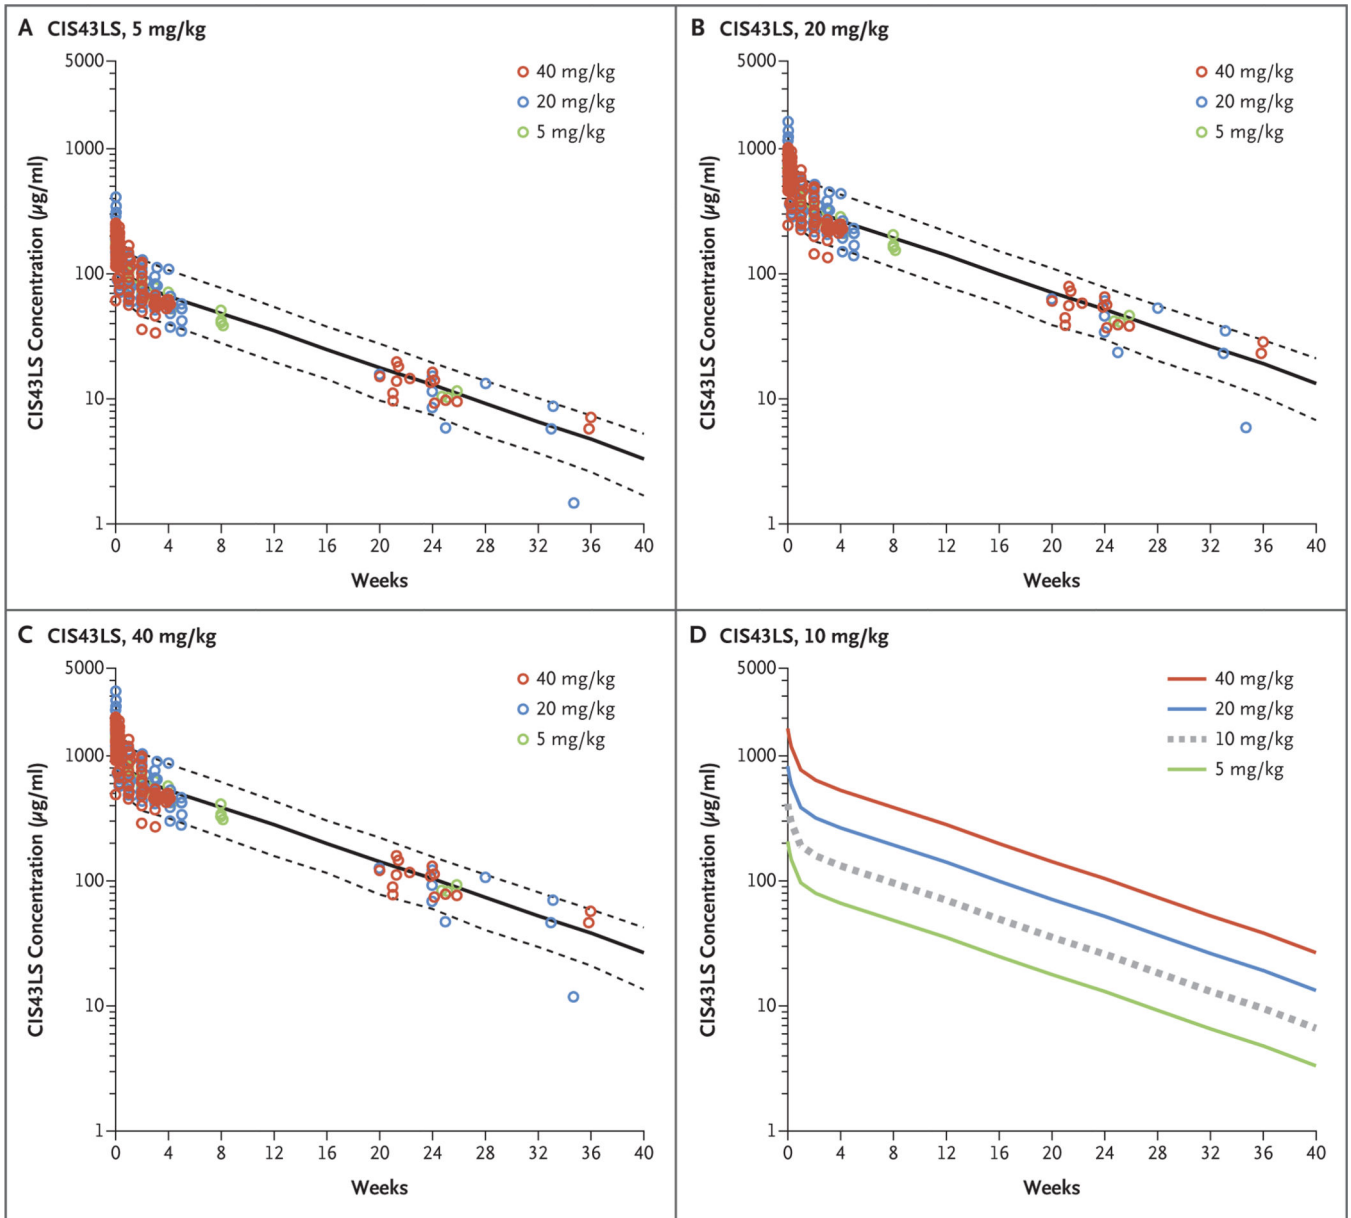 A CIS43LS, 5 mg/kg
5000
1000
100
10
1
CIS43LS Concentration (µg/ml)
40 mg/kg
20 mg/kg
5 mg/kg
0 4 8 12 16 20 24 28 32 36 40
Weeks
B CIS43LS, 20 mg/kg
5000
1000
100
10
1
CIS43LS Concentration (µg/ml)
40 mg/kg
20 mg/kg
5 mg/kg
0 4 8 12 16 20 24 28 32 36 40
Weeks
C CIS43LS, 40 mg/kg
5000
1000
100
10
1
CIS43LS Concentration (µg/ml)
40 mg/kg
20 mg/kg
5 mg/kg
0 4 8 12 16 20 24 28 32 36 40
Weeks
D CIS43LS, 10 mg/kg
5000
1000
100
10
1
CIS43LS Concentration (µg/ml)
40 mg/kg
20 mg/kg
10 mg/kg
5 mg/kg
0 4 8 12 16 20 24 28 32 36 40
Weeks